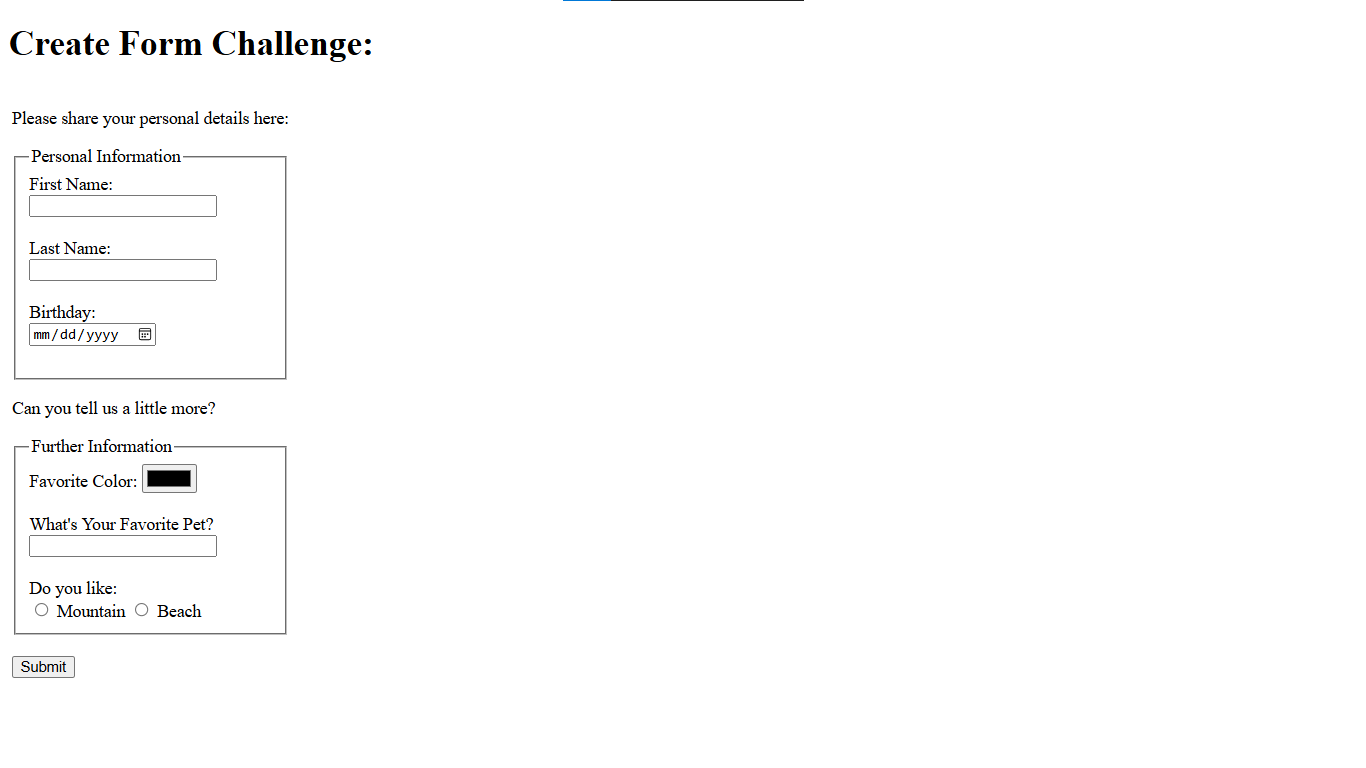 Create Form Challenge:
Please share your personal details here:
Personal Information
First Name:
Last Name:
Birthday:
mm/dd/yyyy
Can you tell us a little more?
Further Information
Favorite Color:
What's Your Favorite Pet?
Do you like:
Mountain Beach
Submit